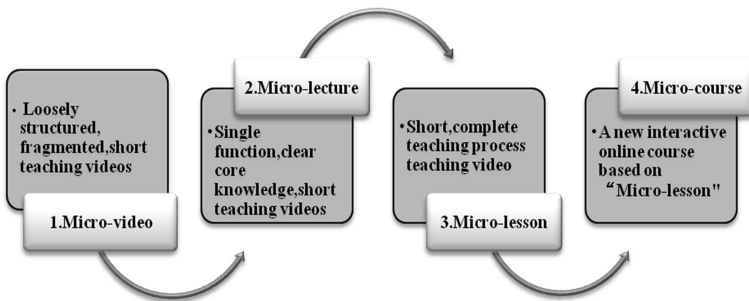 · Loosely
structured,
fragmented,short
teaching videos
1.Micro-video
2.Micro-lecture
•Single
function,clear
core
knowledge,short
teaching videos
•Short,complete
teaching process
teaching video
3.Micro-lesson
4.Micro-course
•A new interactive
online course
based on
“Micro-lesson"